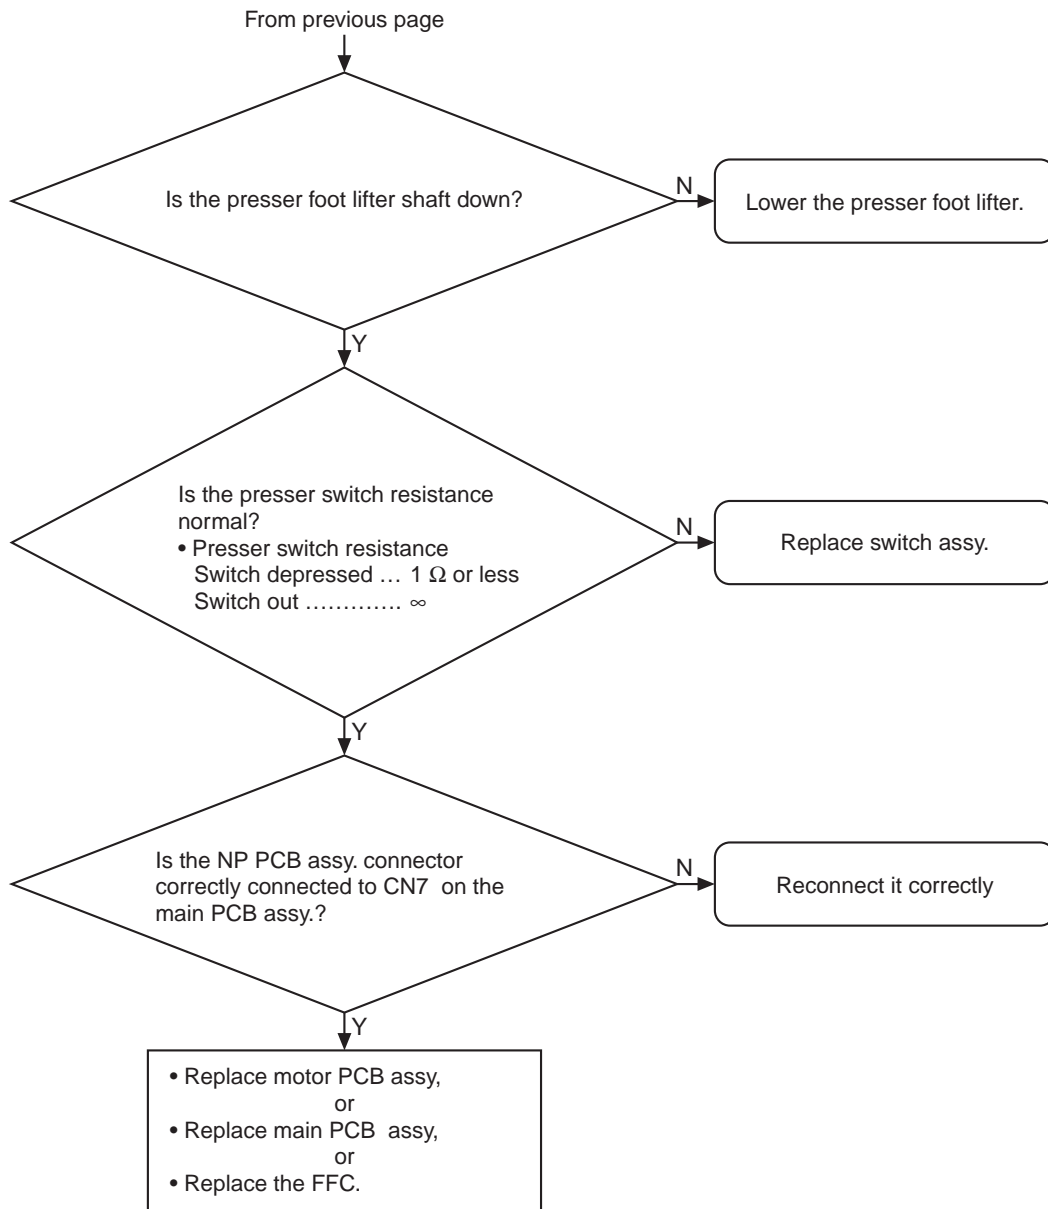 From previous page
Is the presser foot lifter shaft down?
N
Lower the presser foot lifter.
Y
Is the presser switch resistance
normal?
• Presser switch resistance
Switch depressed … 1 Ω or less
Switch out …………. ∞
N
Replace switch assy.
Y
Is the NP PCB assy. connector
correctly connected to CN7 on the
main PCB assy.?
N
Reconnect it correctly
Y
• Replace motor PCB assy,
or
• Replace main PCB assy,
or
• Replace the FFC.